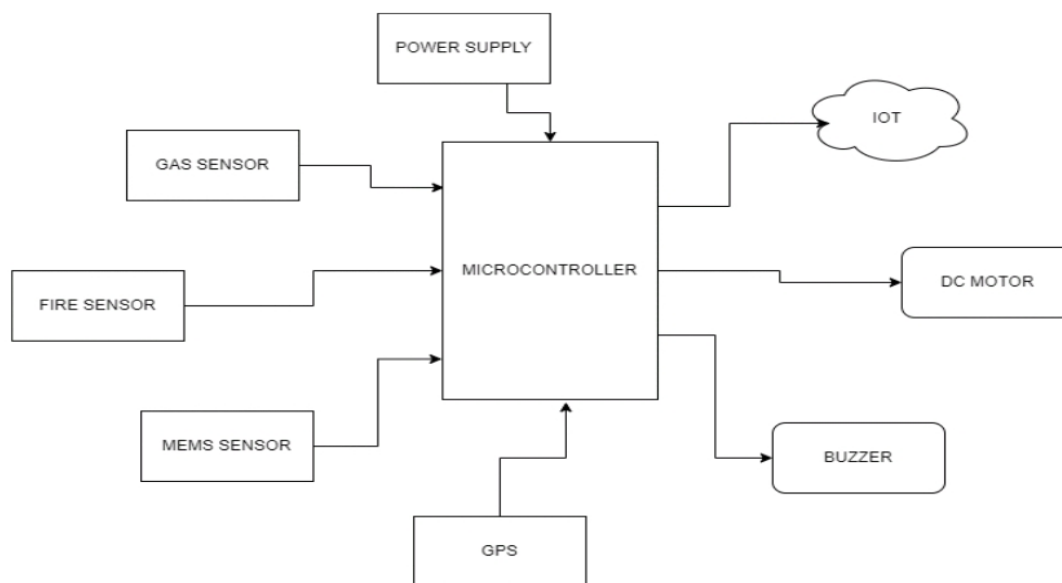 POWER SUPPLY
IOT
GAS SENSOR
MICROCONTROLLER
DC MOTOR
FIRE SENSOR
MEMS SENSOR
BUZZER
GPS